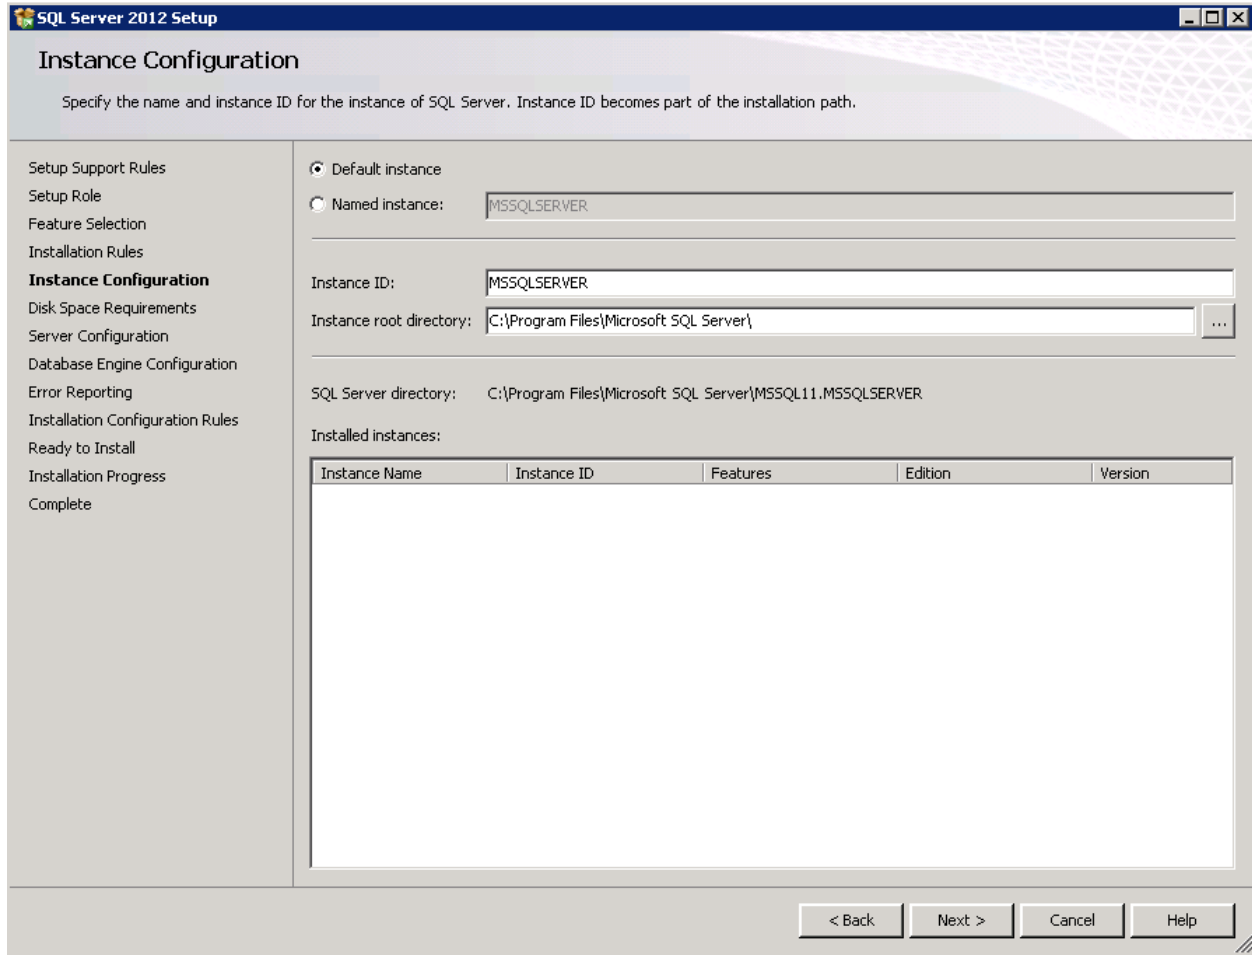 SQL Server 2012 Setup
Instance Configuration
Specify the name and instance ID for the instance of SQL Server. Instance ID becomes part of the installation path.
Setup Support Rules
Setup Role
Feature Selection
Installation Rules
Instance Configuration
Disk Space Requirements
Server Configuration
Database Engine Configuration
Error Reporting
Installation Configuration Rules
Ready to Install
Installation Progress
Complete
Default instance
Named instance: MSSQLSERVER
Instance ID: MSSQLSERVER
Instance root directory: C:\Program Files\Microsoft SQL Server\ ...
SQL Server directory: C:\Program Files\Microsoft SQL Server\MSSQL11.MSSQLSERVER
Installed instances:
Instance Name Instance ID Features Edition Version
< Back Next > Cancel Help